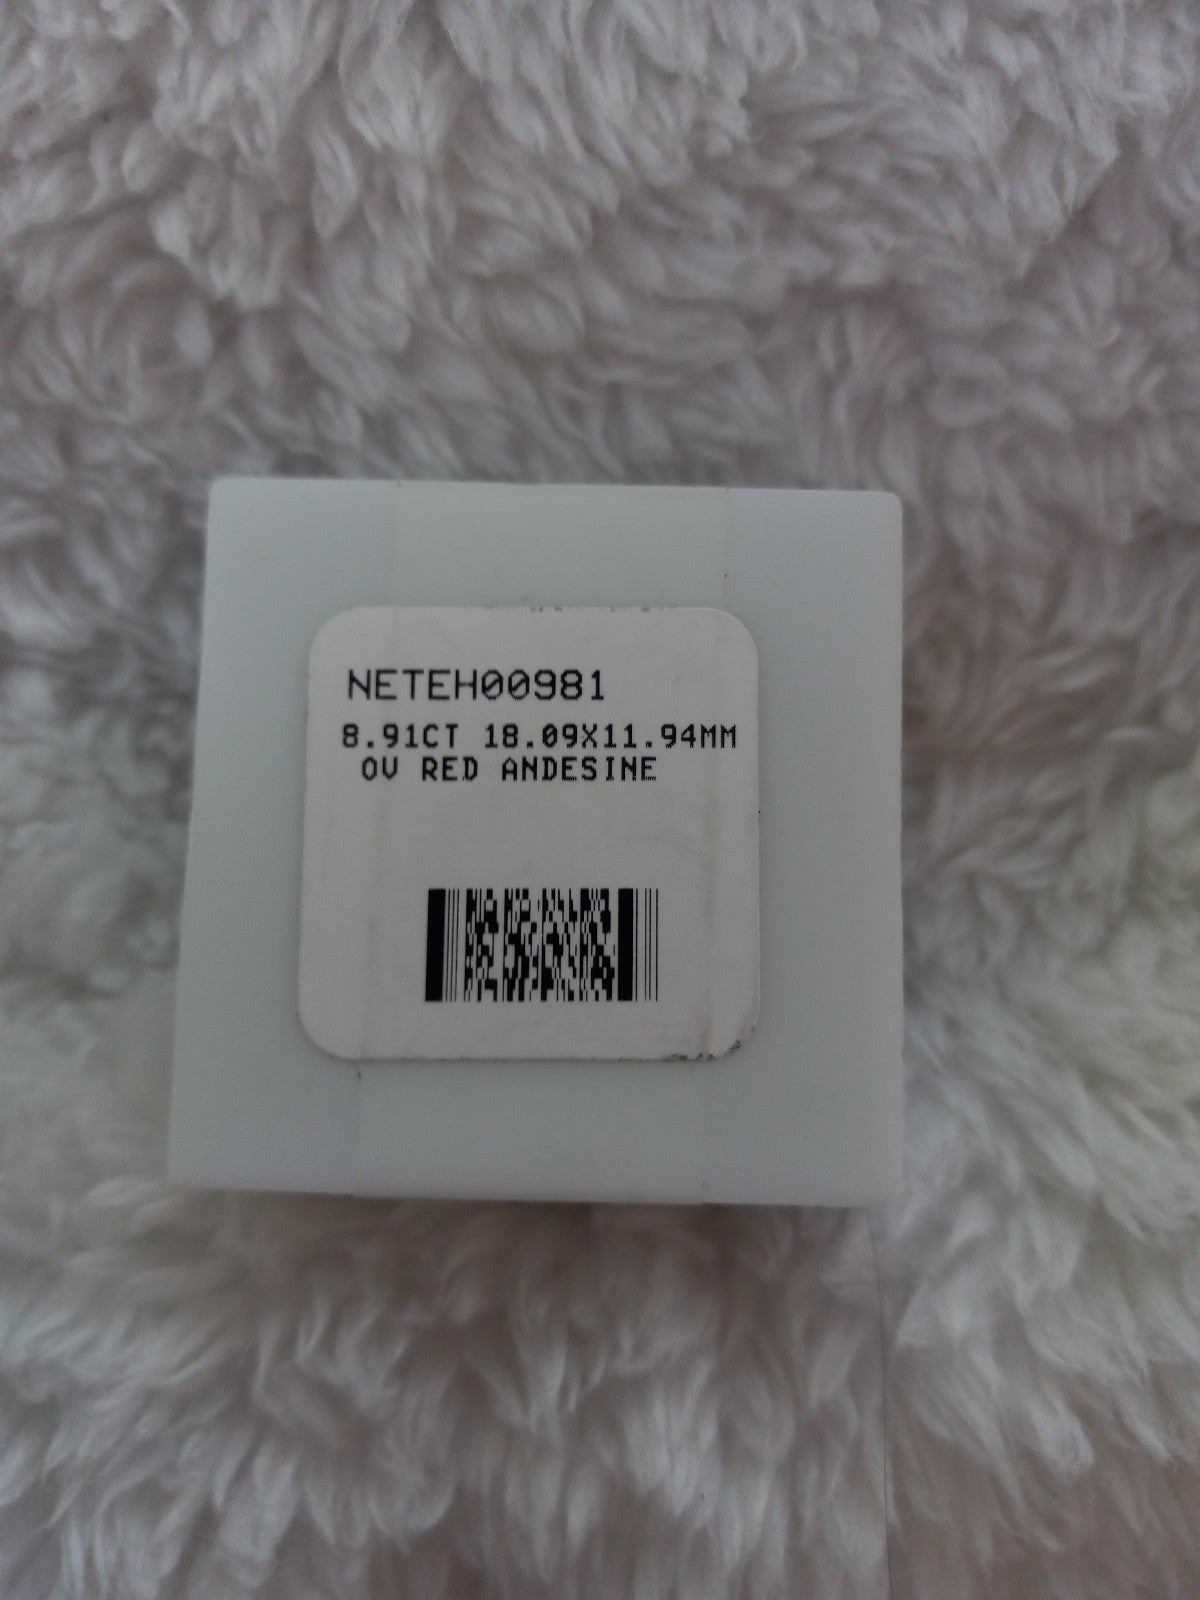 NETEH00981
8.91CT 18.09X11.94MM
OV RED ANDESINE